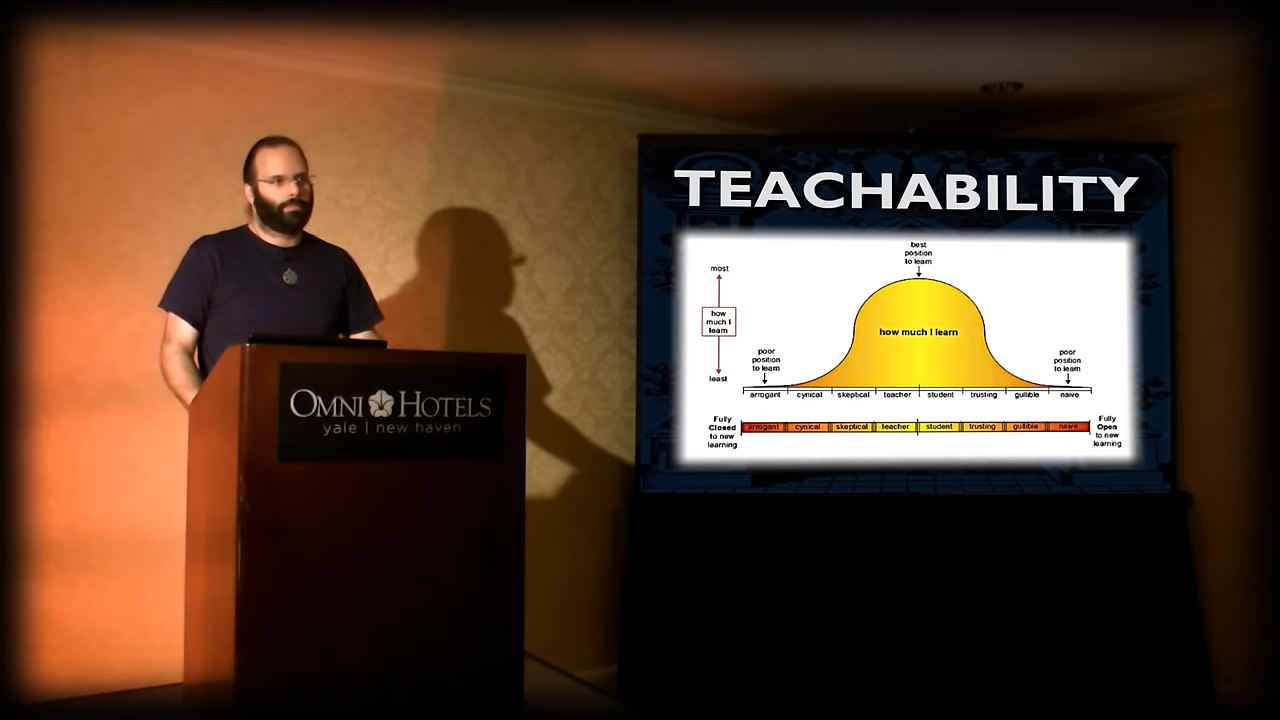 TEACHABILITY
best
position
to learn
most
how
much I
learn
least
how much I learn
poor
position
to learn
poor
position
to learn
arrogant cynical skeptical teacher student trusting gullible naive
Fully
Closed
to new
learning
arrogant cynical skeptical teacher student trusting gullible naive
Fully
Open
to new
learning
OMNI HOTELS
yale | new haven